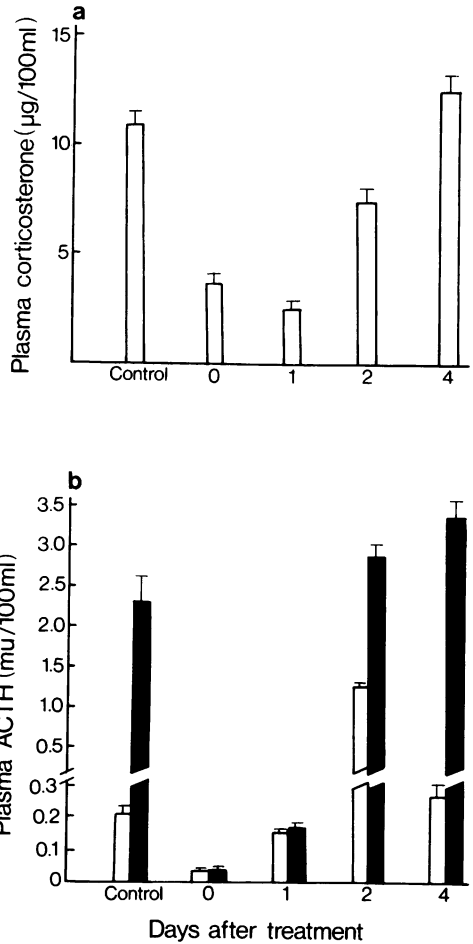 a
Plasma corticosterone (µg/100ml)
15
10
5
Control 0 1 2 4
b
Plasma ACTH (mu/100ml)
3.5
3.0
2.5
2.0
1.5
1.0
0.5
0.3
0.2
0.1
0
Control 0 1 2 4
Days after treatment